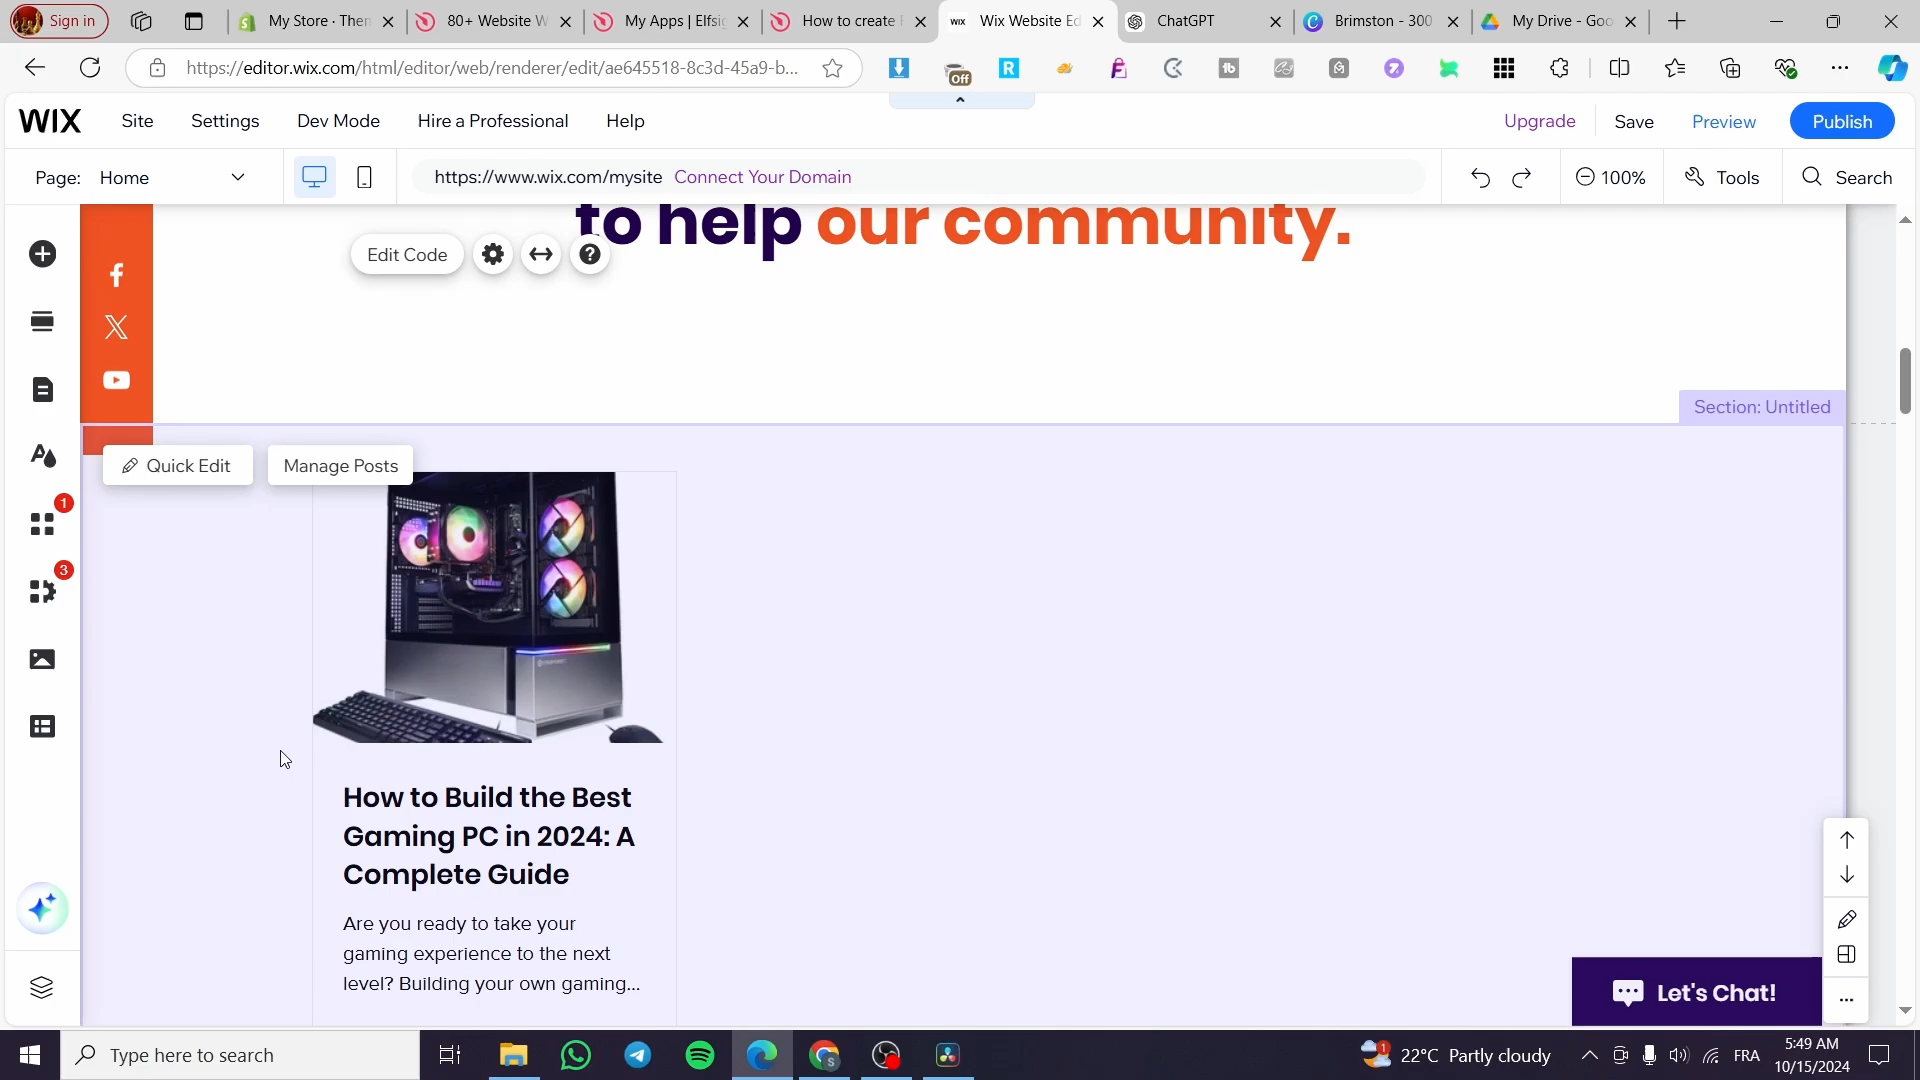 Sign in
My Store · Then
80+ Website W
My Apps | Elfsig
How to create
Wix Website Ed
ChatGPT
Brimston - 300
My Drive - Goo
https://editor.wix.com/html/editor/web/renderer/edit/ae645518-8c3d-45a9-b...
Off
WIX
Site
Settings
Dev Mode
Hire a Professional
Help
Upgrade
Save
Preview
Publish
Page: Home
https://www.wix.com/mysite Connect Your Domain
100%
Tools
Search
to help our community.
Edit Code
Section: Untitled
Quick Edit
Manage Posts
1
3
How to Build the Best
Gaming PC in 2024: A
Complete Guide
Are you ready to take your
gaming experience to the next
level? Building your own gaming...
Let's Chat!
Type here to search
22°C Partly cloudy
FRA
5:49 AM
10/15/2024